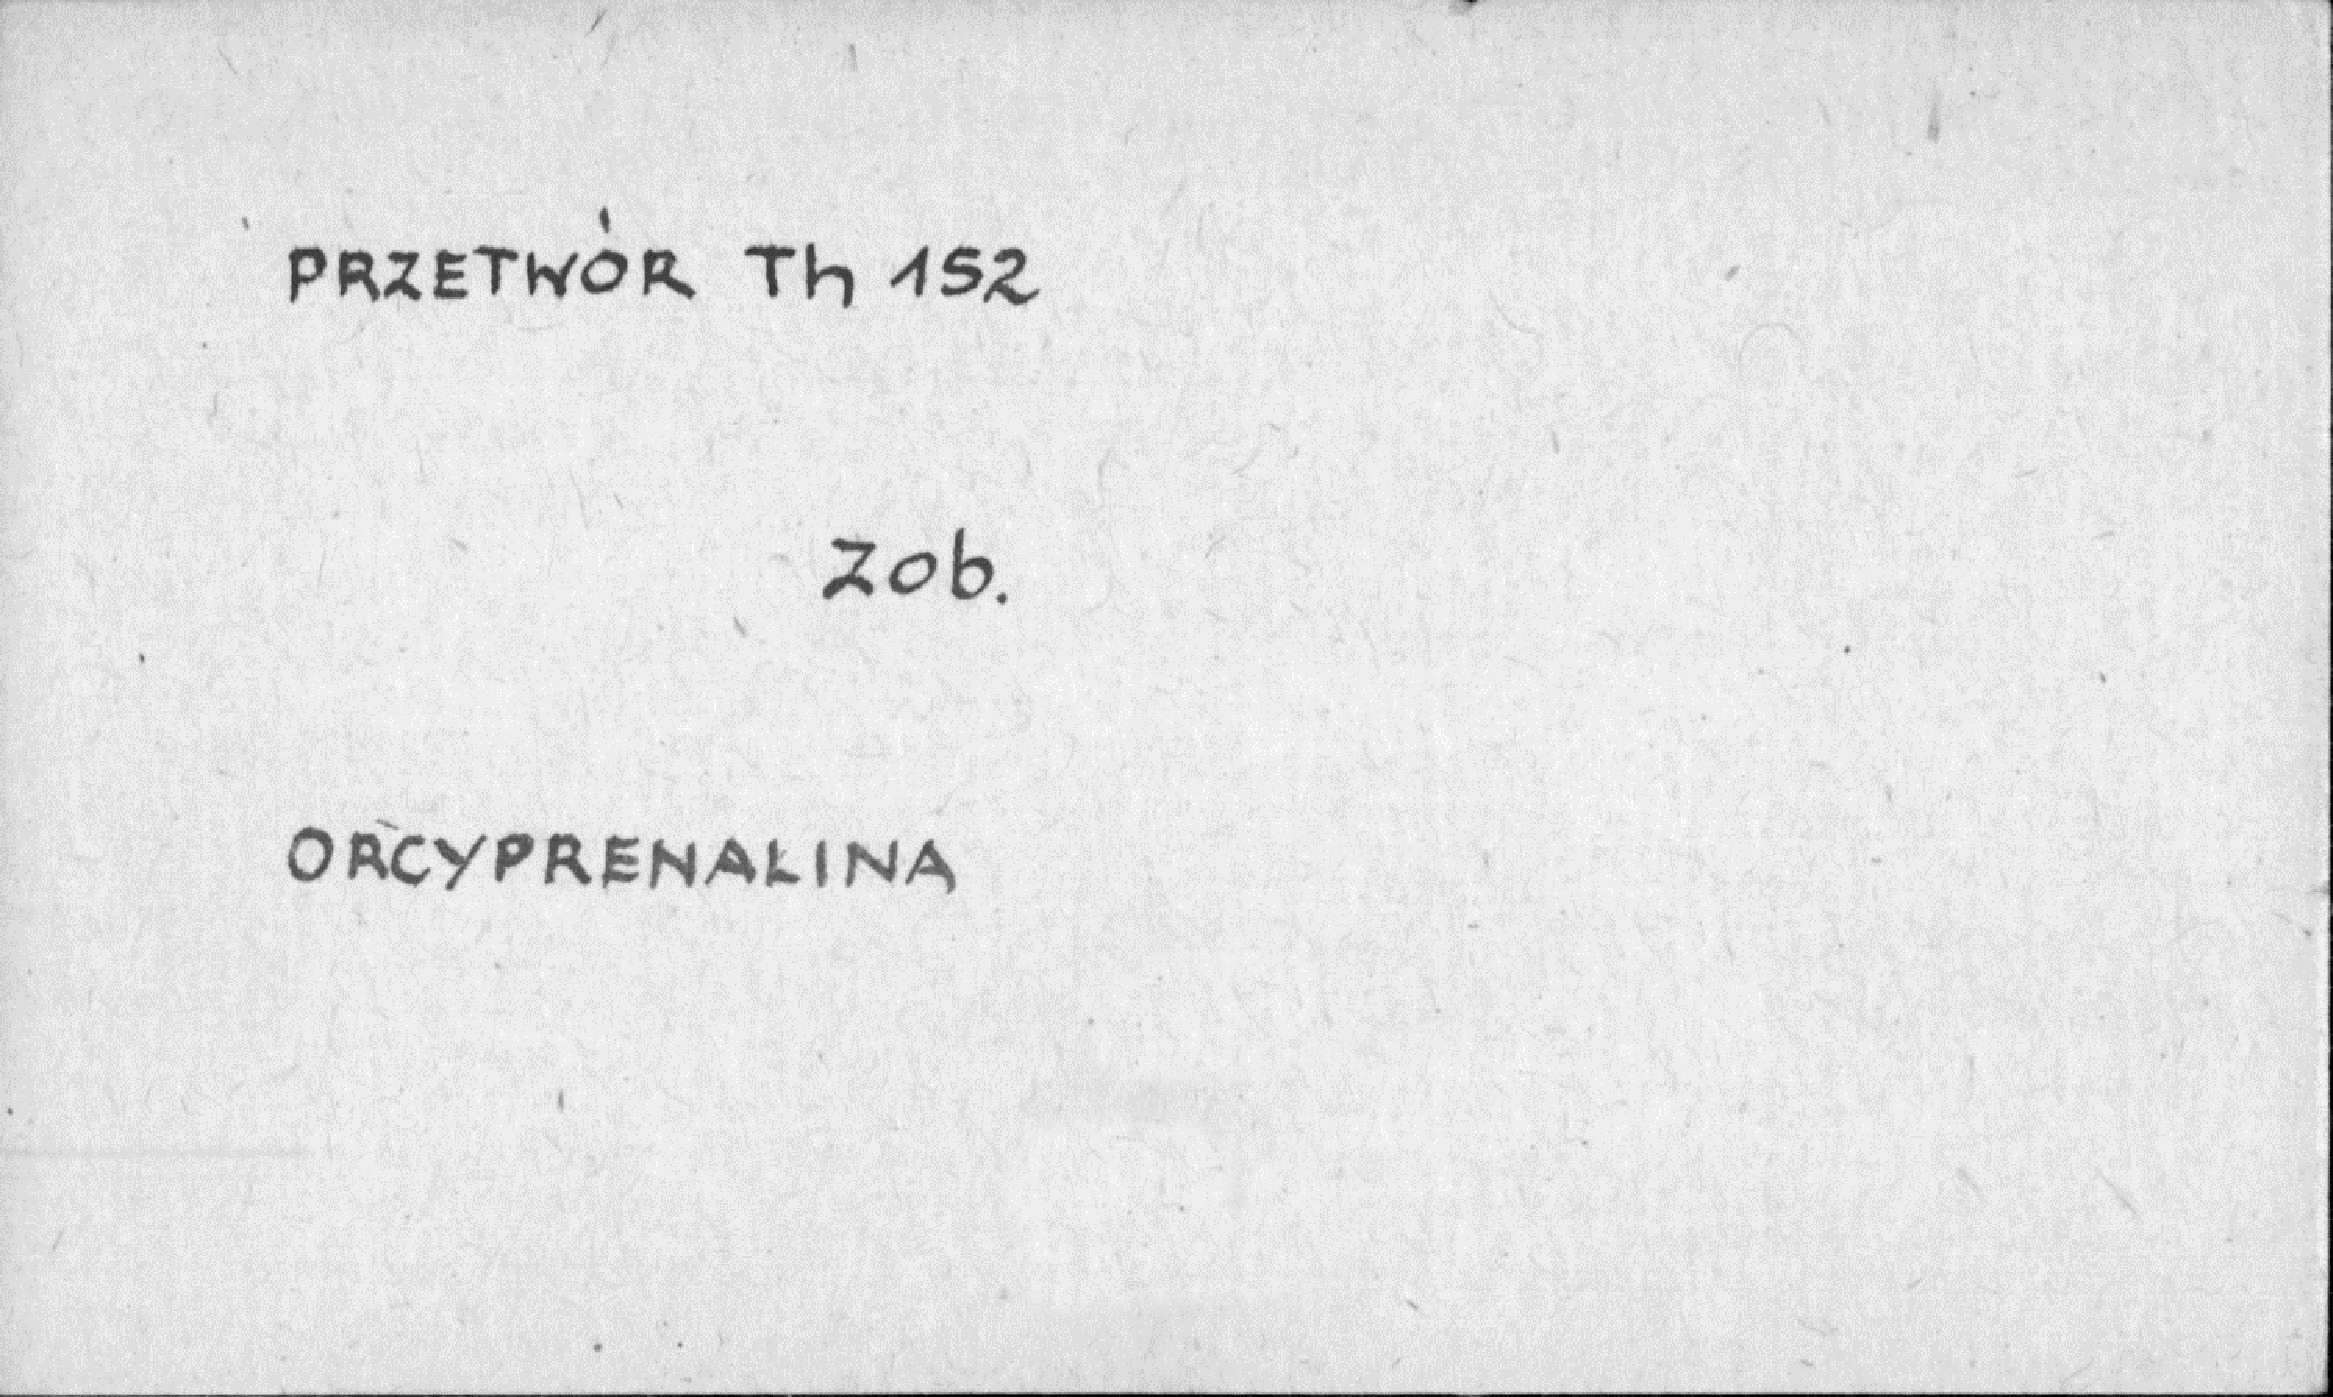 PRZETWÓR Th 152
Zob.
ORCYPRENALINA